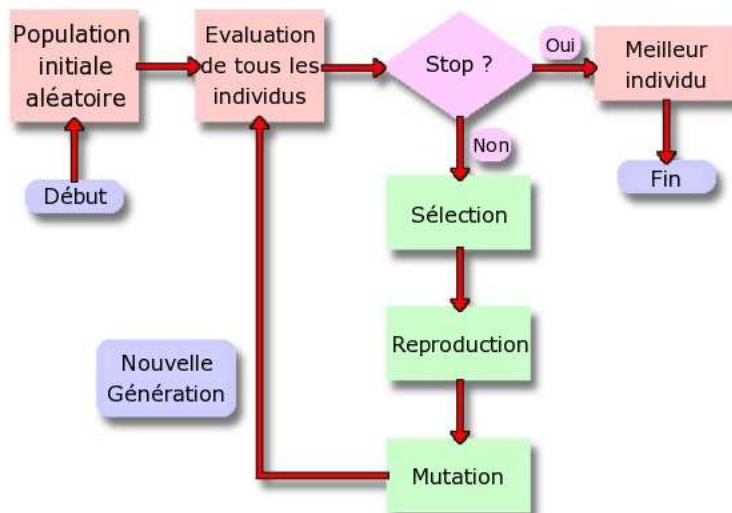 Population
initiale
aléatoire
Evaluation
de tous les
individus
Stop ?
Oui
Meilleur
individu
Début
Non
Fin
Sélection
Reproduction
Nouvelle
Génération
Mutation